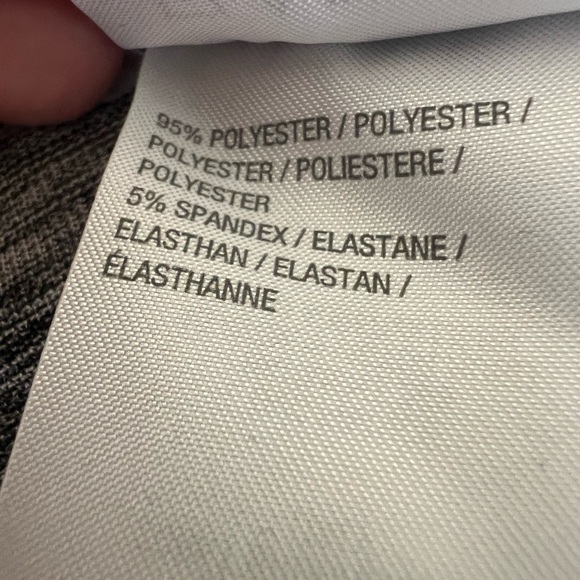 95% POLYESTER / POLYESTER /
POLYESTER / POLIESTERE /
POLYESTER
5% SPANDEX / ELASTANE /
ELASTHAN / ELASTAN /
ÉLASTHANNE